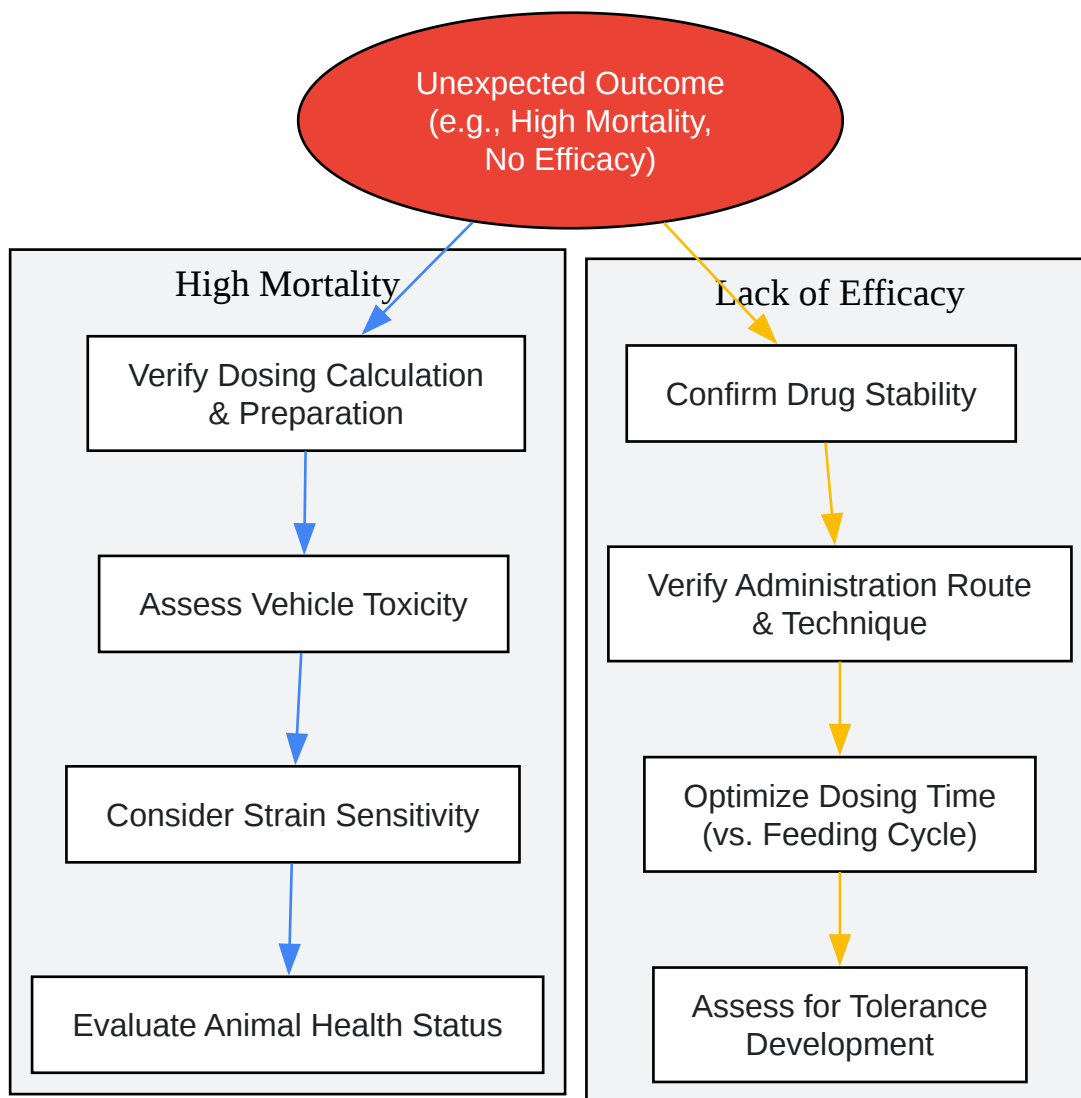 Unexpected Outcome
(e.g., High Mortality,
No Efficacy)
High Mortality
Verify Dosing Calculation
& Preparation
Assess Vehicle Toxicity
Consider Strain Sensitivity
Evaluate Animal Health Status
Lack of Efficacy
Confirm Drug Stability
Verify Administration Route
& Technique
Optimize Dosing Time
(vs. Feeding Cycle)
Assess for Tolerance
Development